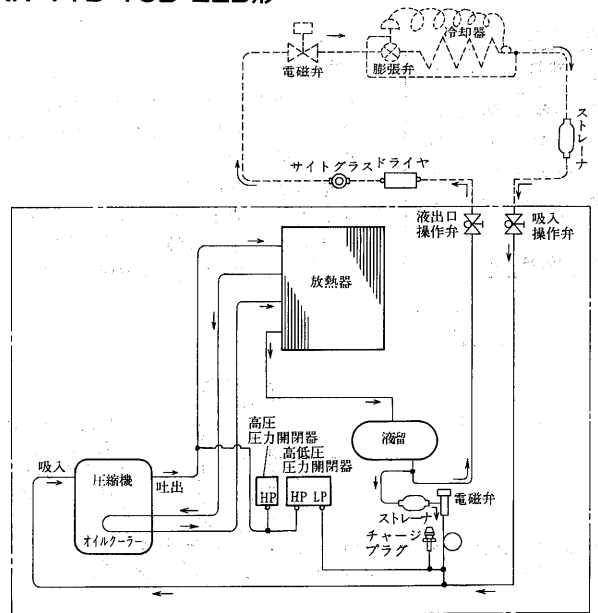 冷却器
電磁弁
膨張弁
ストレーナ
サイトグラス
ドライヤ
液出口
操作弁
吸入
操作弁
放熱器
高圧
圧力開閉器
高低圧
圧力開閉器
液留
吸入
圧縮機
吐出
HP
HP LP
電磁弁
ストレーナ
チャージ
プラグ
オイルクーラー